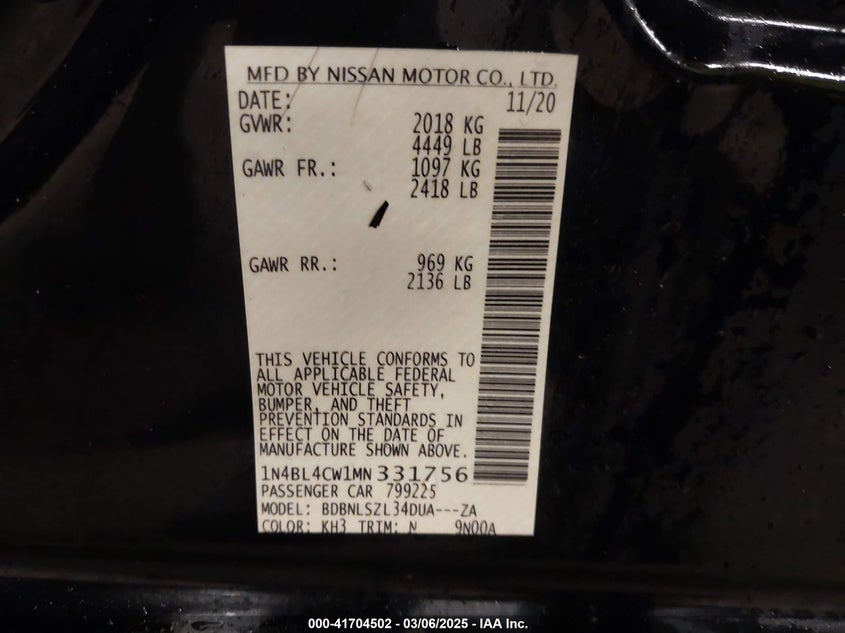 MFD BY NISSAN MOTOR CO., LTD.
DATE: 11/20
GVWR: 2018 KG
4449 LB
GAWR FR.: 1097 KG
2418 LB
GAWR RR.: 969 KG
2136 LB
THIS VEHICLE CONFORMS TO
ALL APPLICABLE FEDERAL
MOTOR VEHICLE SAFETY,
BUMPER, AND THEFT
PREVENTION STANDARDS IN
EFFECT ON THE DATE OF
MANUFACTURE SHOWN ABOVE.
1N4BL4CW1MN331756
PASSENGER CAR 799225
MODEL: BDBNLSZL34DUA---ZA
COLOR: KH3 TRIM: N 9N00A
000-41704502 - 03/06/2025 - IAA Inc.